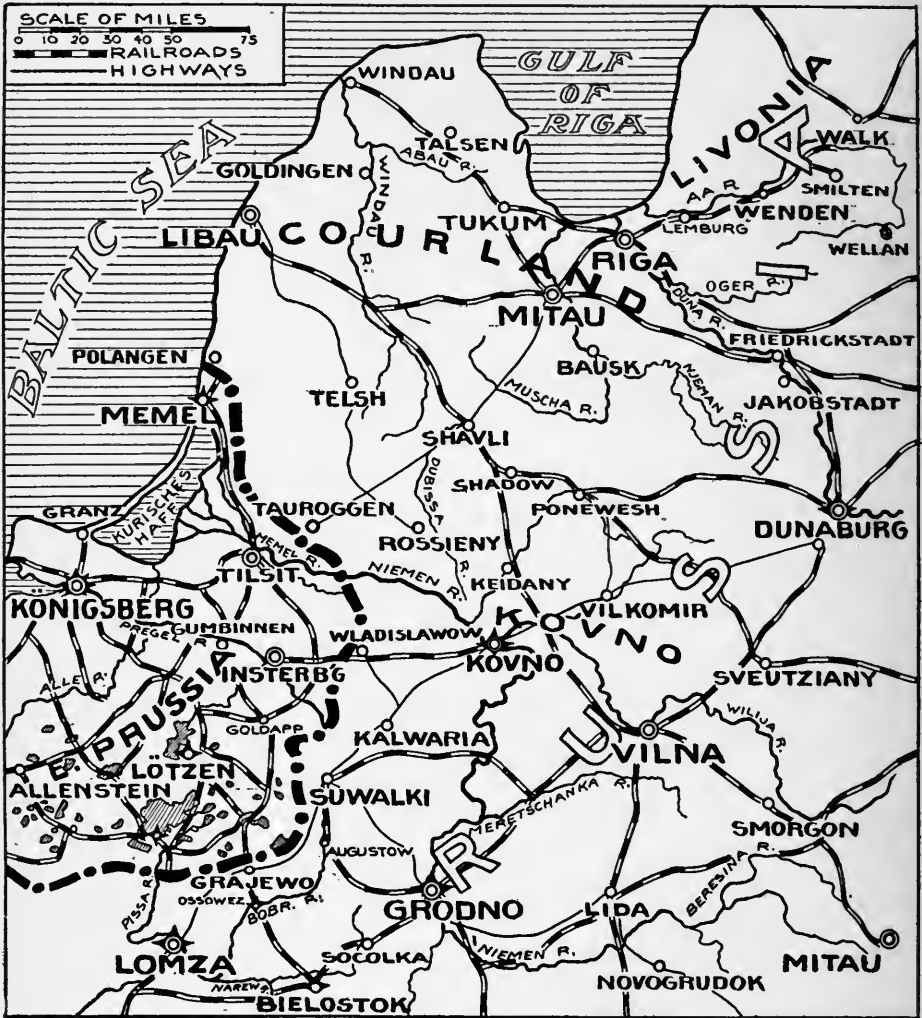 SCALE OF MILES
0 10 20 30 40 50 75
RAILROADS
HIGHWAYS
GULF
OF
RIGA
BALTIC SEA
WINDAU
TALSEN
ABAU R.
GOLDINGEN
WINDAU R.
LIBAU
COURLAND
TUKUM
LIVONIA
WALK
AA R.
SMILTEN
WENDEN
LEMBURG
WELLAN
RIGA
OGER R.
MITAU
DUNA R.
FRIEDRICKSTADT
POLANGEN
BAUSK
MEMEL
TELSH
MUSCHA R.
NJEMAN R.
JAKOBSTADT
SHAVLI
SHADOW
PONEWESH
DUNABURG
GRANZ
KURISCHES
HAFF
TAUROGGEN
DUBISSA R.
ROSSIENY
MEMEL R.
TILSIT
NIEMEN R.
KEIDANY
KÖNIGSBERG
VILKOMIR
PREGEL R.
GUMBINNEN
WLADISLAWOW
KOVNO
KOVNO
INSTERB'G
SVEUTZIANY
ALLE R.
E. PRUSSIA
GOLDAPP
KALWARIA
WILIJA R.
VILNA
LÖTZEN
ALLENSTEIN
SUWALKI
MERETSCHANKA R.
SMORGON
AUGUSTOW
RUSSIA
GRAJEWO
OSSOWEZ
BOBR. R.
PISSA R.
GRODNO
LIDA
BERESINA R.
LOMZA
SOCOLKA
NIEMEN R.
MITAU
NAREW
NOVOGRUDOK
BIELOSTOK